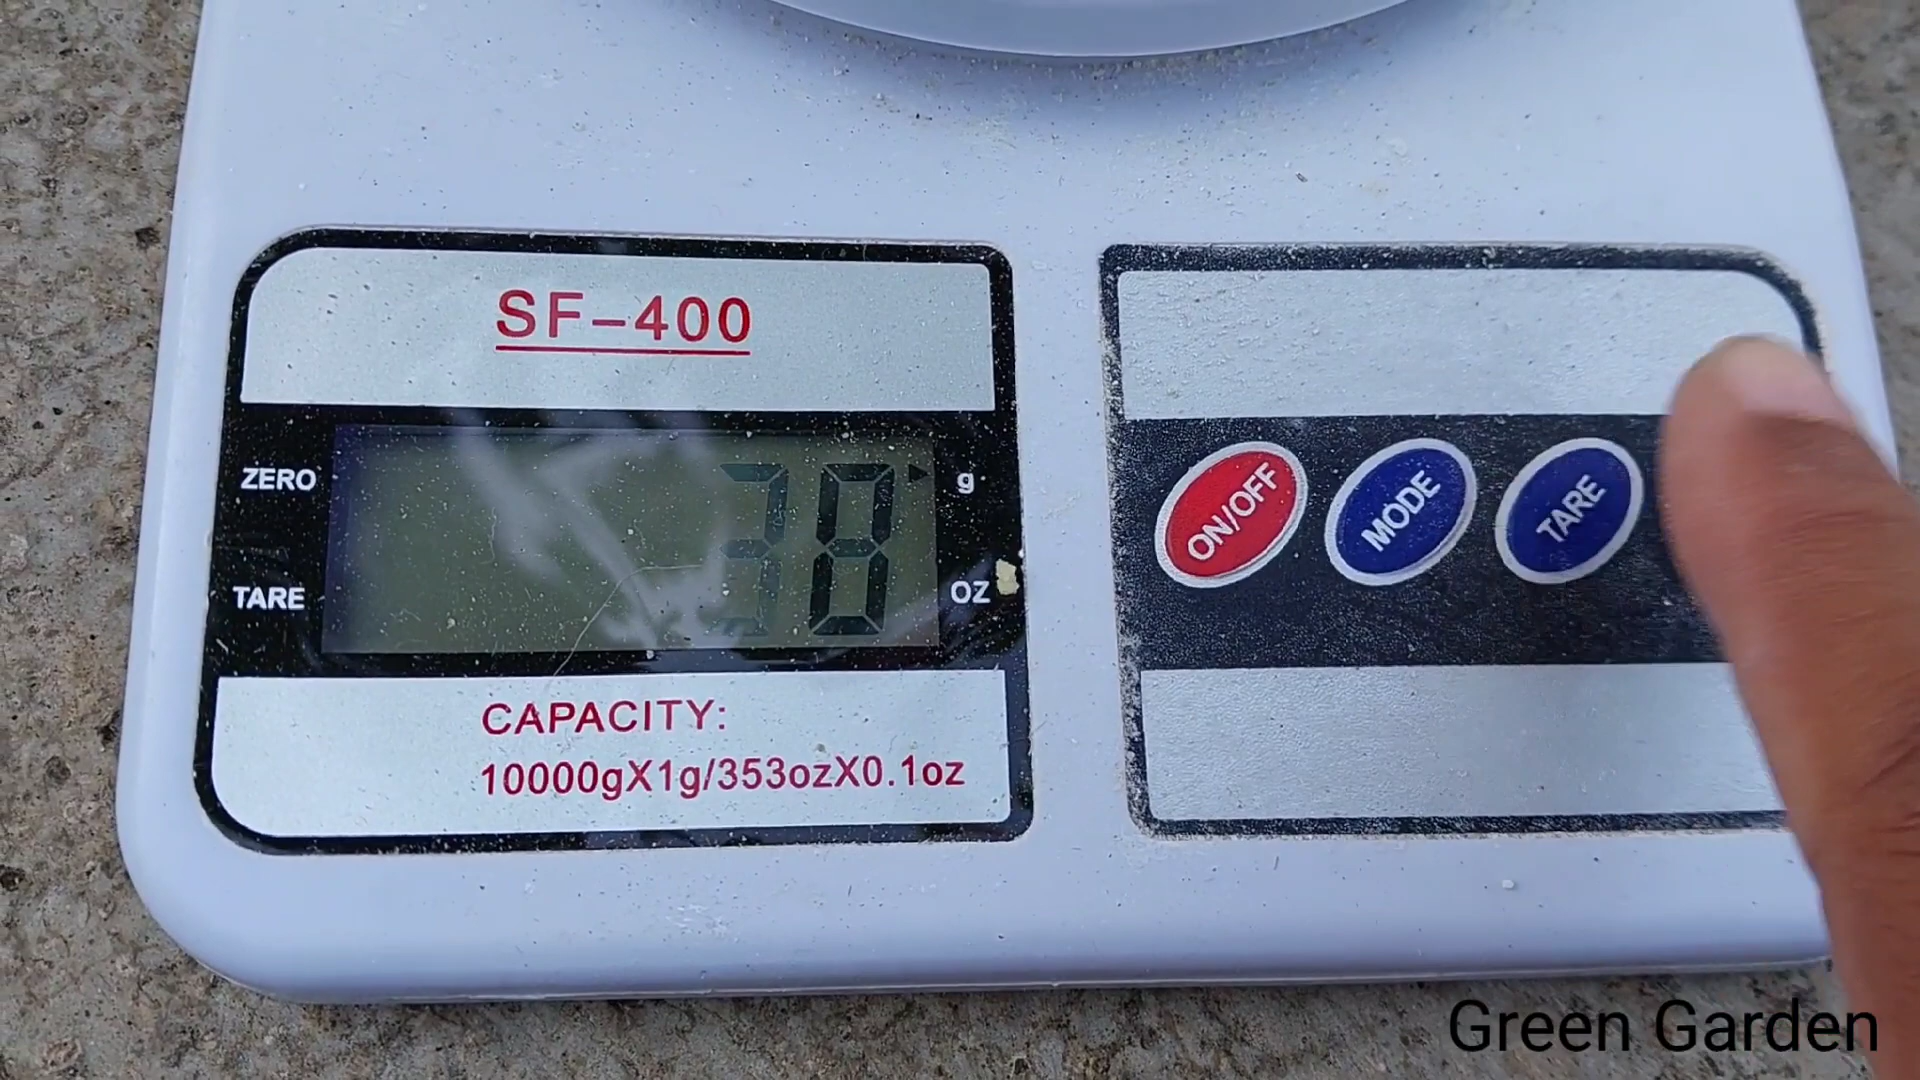 SF-400
ZERO
TARE
38
g
OZ
CAPACITY:
10000gX1g/353ozX0.1oz
ON/OFF
MODE
TARE
Green Garden